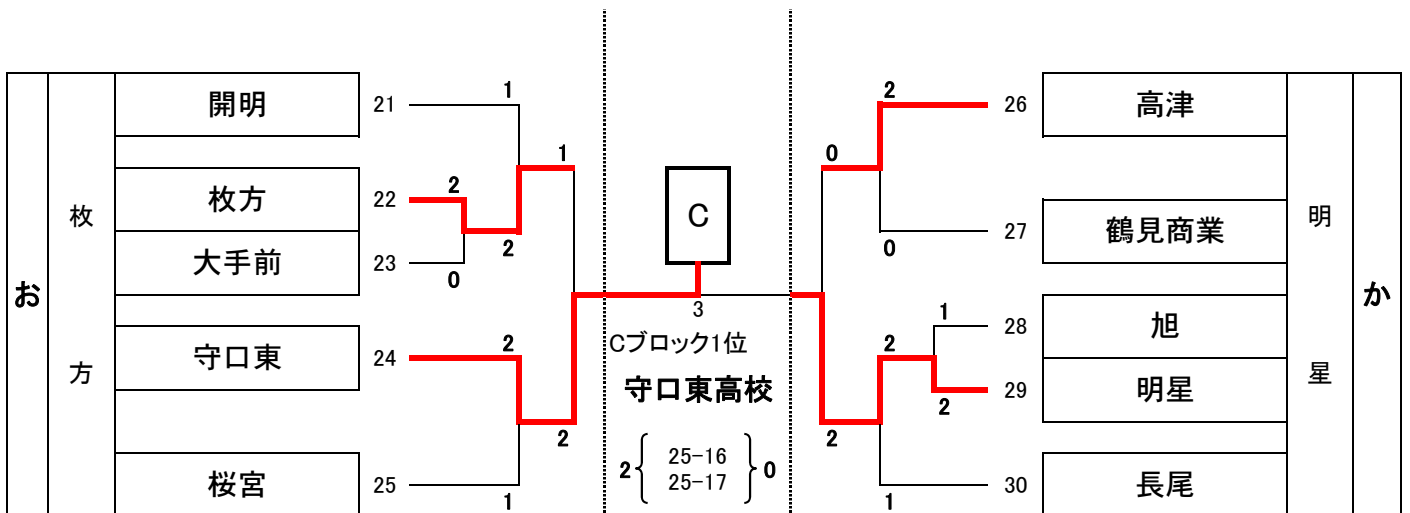 お
枚
方
開明
21
1
枚方
22
2
1
大手前
23
0
2
守口東
24
2
2
桜宮
25
1
C
3
Cブロック1位
守口東高校
2
25-16
25-17
0
2
26
高津
0
27
鶴見商業
0
1
28
旭
2
29
明星
2
2
30
長尾
1
明
星
か